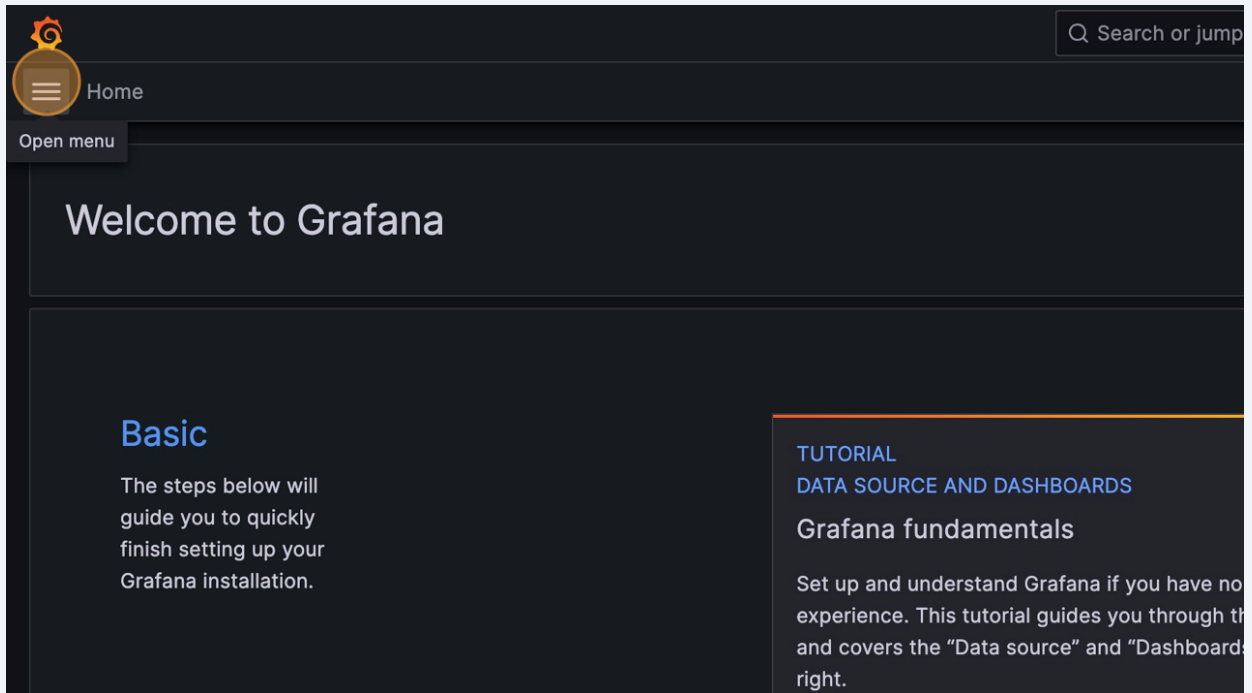 Search or jump
Home
Open menu
Welcome to Grafana
Basic
The steps below will
guide you to quickly
finish setting up your
Grafana installation.
TUTORIAL
DATA SOURCE AND DASHBOARDS
Grafana fundamentals
Set up and understand Grafana if you have no
experience. This tutorial guides you through
and covers the “Data source” and
right.